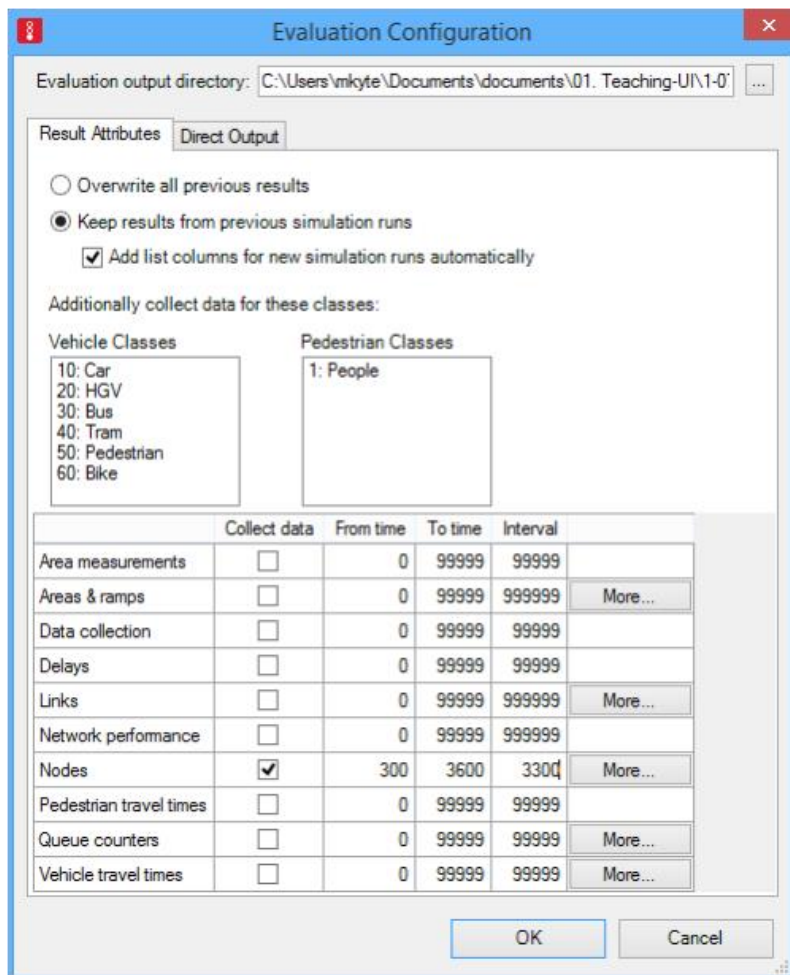 Evaluation Configuration
Evaluation output directory: C:\Users\mkyte\Documents\documents\01. Teaching-UI\1-0 ...
Result Attributes Direct Output
Overwrite all previous results
Keep results from previous simulation runs
Add list columns for new simulation runs automatically
Additionally collect data for these classes:
Vehicle Classes Pedestrian Classes
10: Car 1: People
20: HGV
30: Bus
40: Tram
50: Pedestrian
60: Bike
Collect data From time To time Interval
Area measurements 0 99999 99999
Areas & ramps 0 99999 999999 More...
Data collection 0 99999 99999
Delays 0 99999 99999
Links 0 99999 999999 More...
Network performance 0 99999 999999
Nodes 300 3600 3300 More...
Pedestrian travel times 0 99999 99999
Queue counters 0 99999 99999 More...
Vehicle travel times 0 99999 99999 More...
OK Cancel